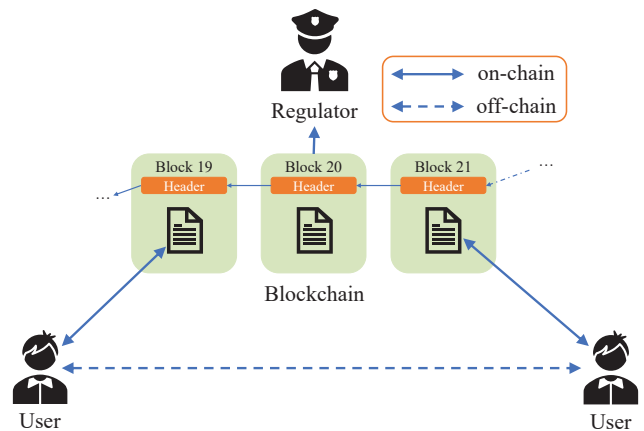 Regulator
on-chain
off-chain
Block 19
Block 20
Block 21
Header
Header
Header
...
...
Blockchain
User
User